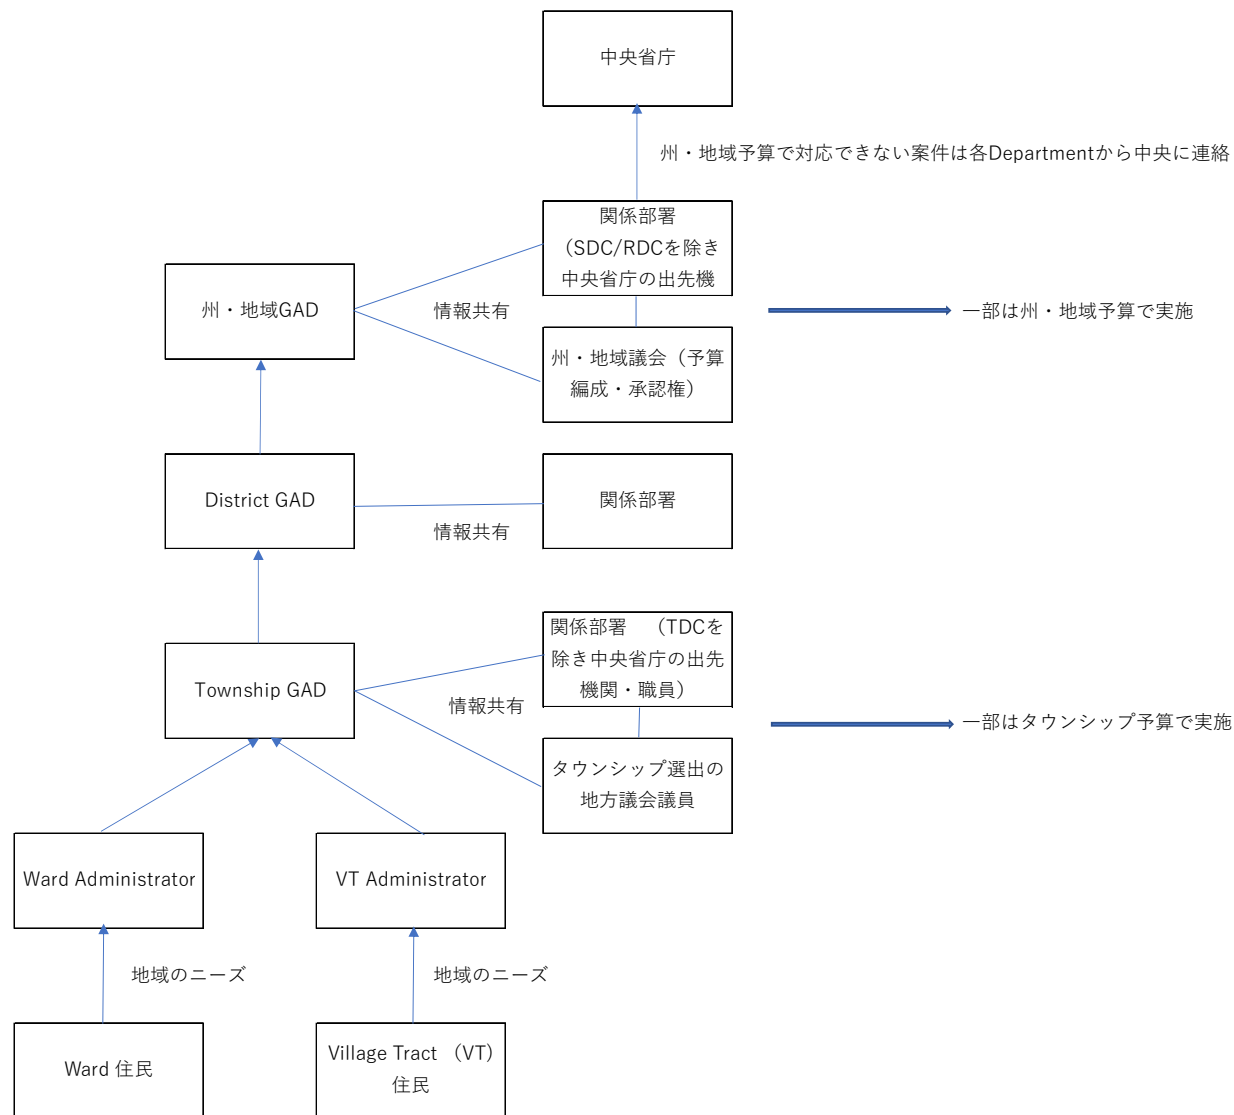 中央省庁
州・地域予算で対応できない案件は各Departmentから中央に連絡
関係部署
（SDC/RDCを除き
中央省庁の出先機
州・地域GAD
情報共有
一部は州・地域予算で実施
州・地域議会（予算
編成・承認権）
District GAD
関係部署
情報共有
関係部署　（TDCを
除き中央省庁の出先
機関・職員）
Township GAD
情報共有
一部はタウンシップ予算で実施
タウンシップ選出の
地方議会議員
Ward Administrator
VT Administrator
地域のニーズ
地域のニーズ
Ward 住民
Village Tract （VT）
住民